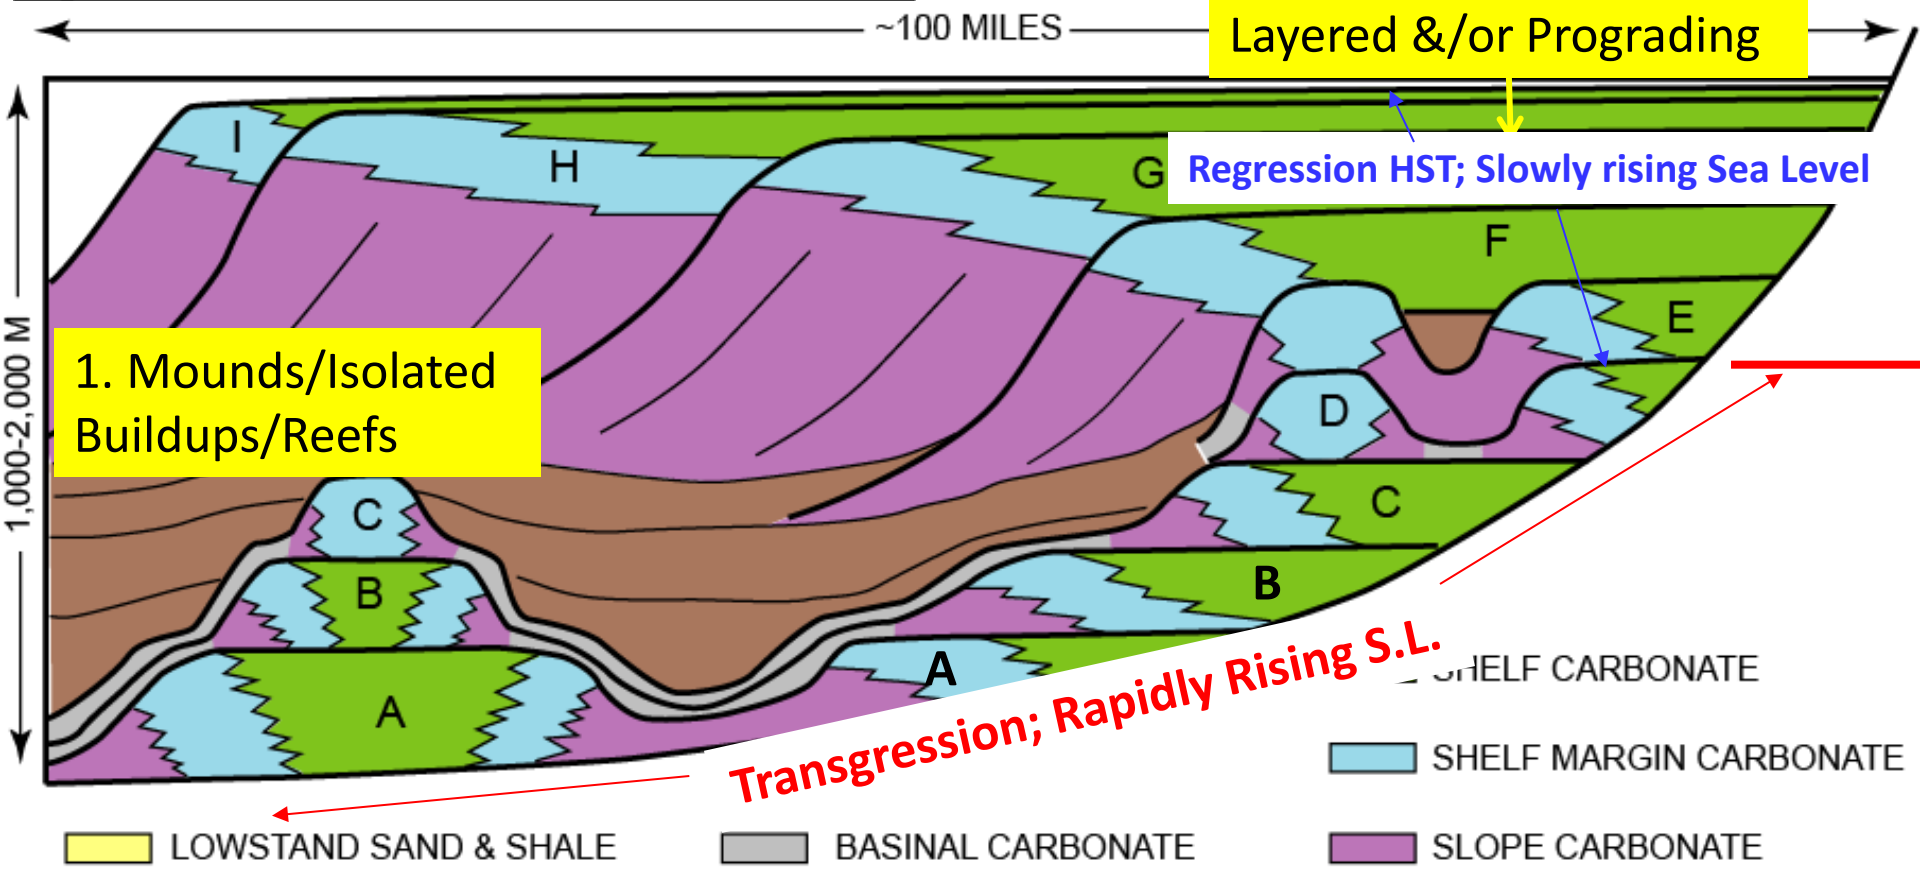 ~100 MILES
Layered &/or Prograding
I
H
G
Regression HST; Slowly rising Sea Level
F
E
1,000-2,000 M
1. Mounds/Isolated
Buildups/Reefs
D
C
C
B
B
A
A
Transgression; Rapidly Rising S.L.
SHELF CARBONATE
SHELF MARGIN CARBONATE
LOWSTAND SAND & SHALE
BASINAL CARBONATE
SLOPE CARBONATE